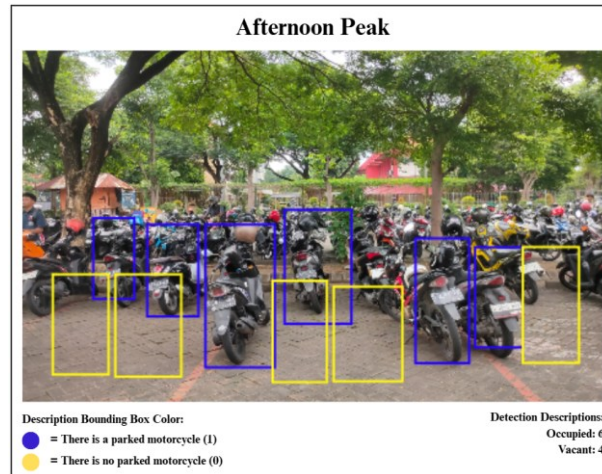 Afternoon Peak
Description Bounding Box Color:
= There is a parked motorcycle (1)
= There is no parked motorcycle (0)
Detection Descriptions:
Occupied: 6
Vacant: 4